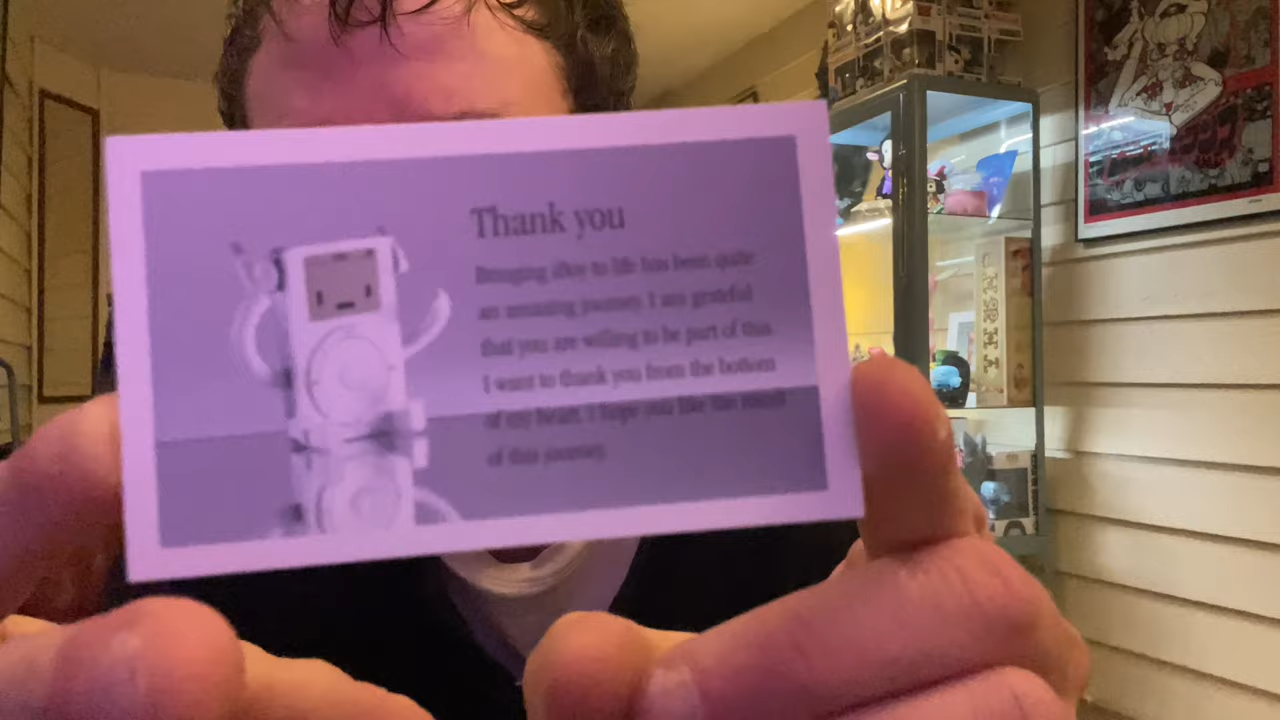 Thank you
Bringing iBoy to life has been quite
an amazing journey. I am grateful
that you are willing to be part of this
I want to thank you from the bottom
of my heart. I hope you like the result
of this journey.